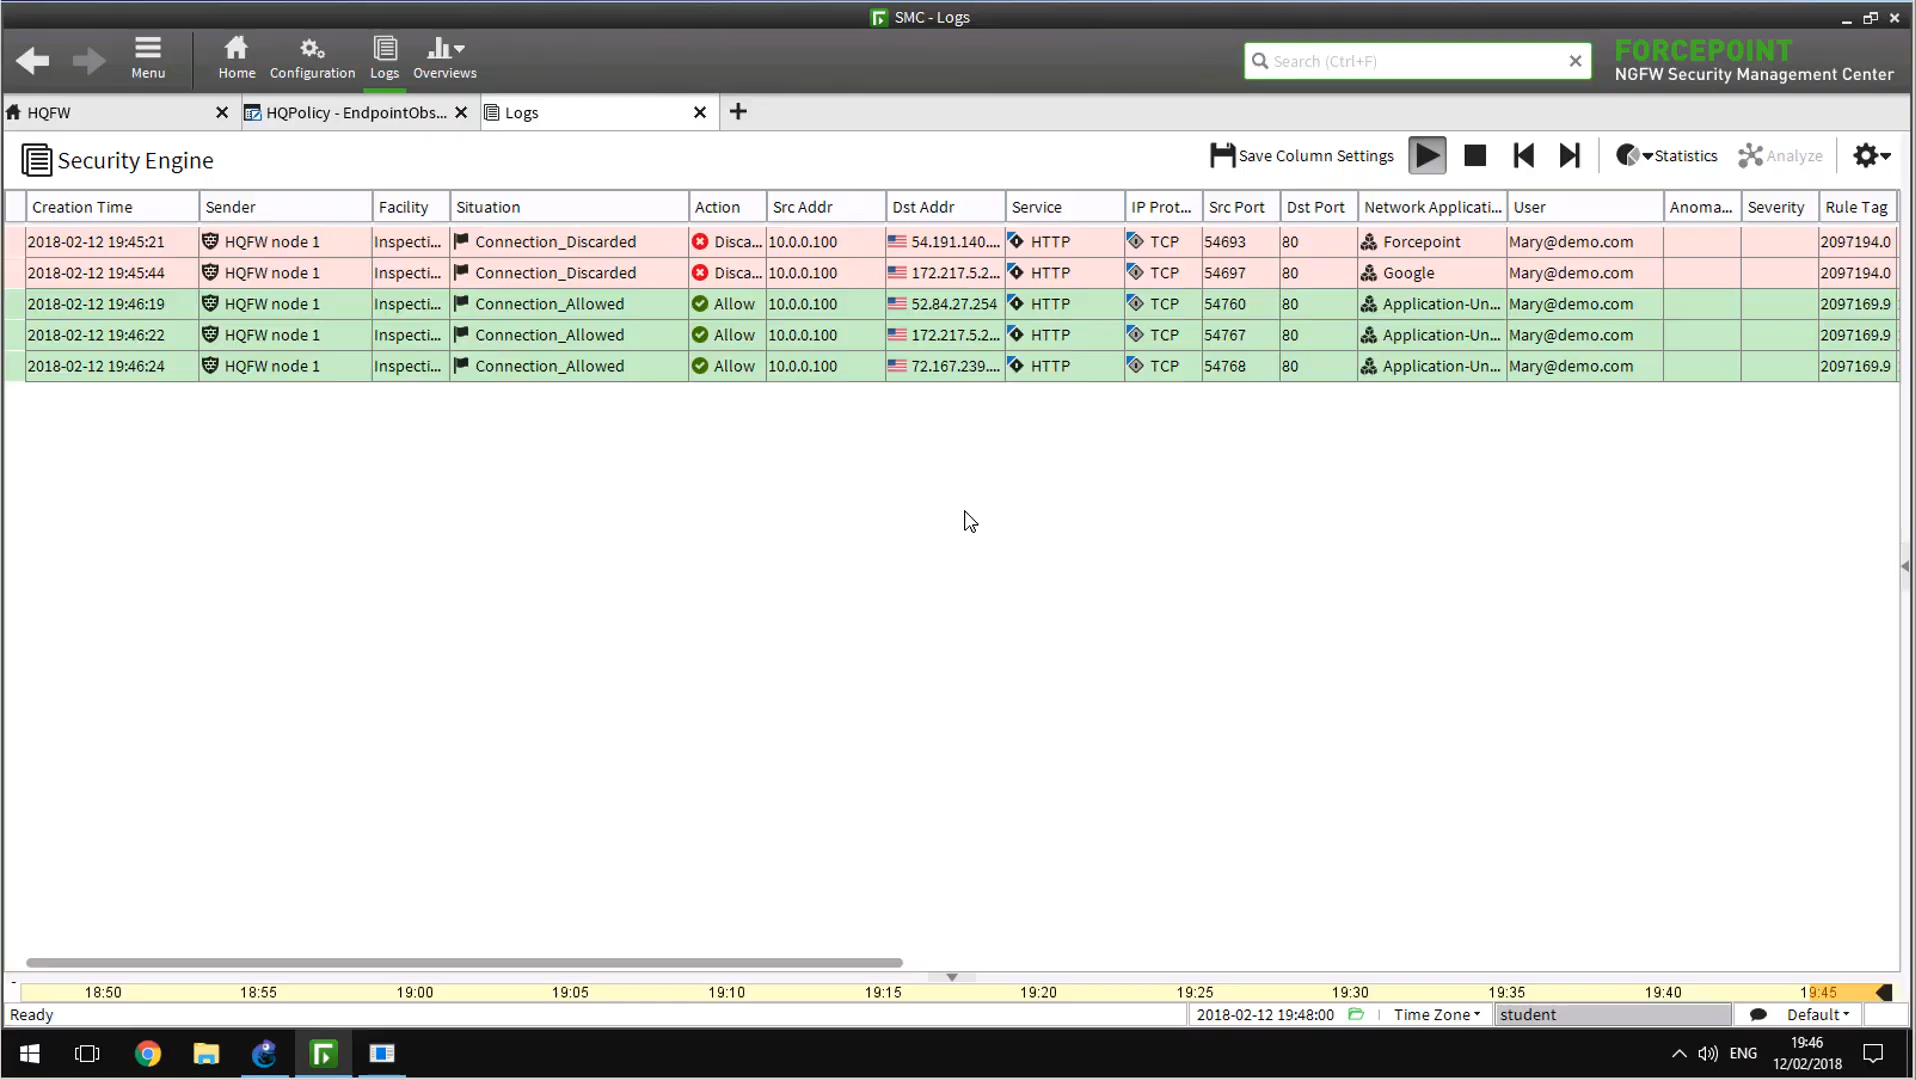 SMC - Logs
Menu Home Configuration Logs Overviews Search (Ctrl+F) FORCEPOINT
NGFW Security Management Center
HQFW HQPolicy - EndpointObs... Logs
Security Engine Save Column Settings Statistics Analyze
Creation Time Sender Facility Situation Action Src Addr Dst Addr Service IP Prot... Src Port Dst Port Network Applicati... User Anoma... Severity Rule Tag
2018-02-12 19:45:21 HQFW node 1 Inspecti... Connection_Discarded Disca... 10.0.0.100 54.191.140.... HTTP TCP 54693 80 Forcepoint Mary@demo.com 2097194.0
2018-02-12 19:45:44 HQFW node 1 Inspecti... Connection_Discarded Disca... 10.0.0.100 172.217.5.2... HTTP TCP 54697 80 Google Mary@demo.com 2097194.0
2018-02-12 19:46:19 HQFW node 1 Inspecti... Connection_Allowed Allow 10.0.0.100 52.84.27.254 HTTP TCP 54760 80 Application-Un... Mary@demo.com 2097169.9
2018-02-12 19:46:22 HQFW node 1 Inspecti... Connection_Allowed Allow 10.0.0.100 172.217.5.2... HTTP TCP 54767 80 Application-Un... Mary@demo.com 2097169.9
2018-02-12 19:46:24 HQFW node 1 Inspecti... Connection_Allowed Allow 10.0.0.100 72.167.239.... HTTP TCP 54768 80 Application-Un... Mary@demo.com 2097169.9
18:50 18:55 19:00 19:05 19:10 19:15 19:20 19:25 19:30 19:35 19:40 19:45
Ready 2018-02-12 19:48:00 Time Zone student Default
ENG 19:46
12/02/2018